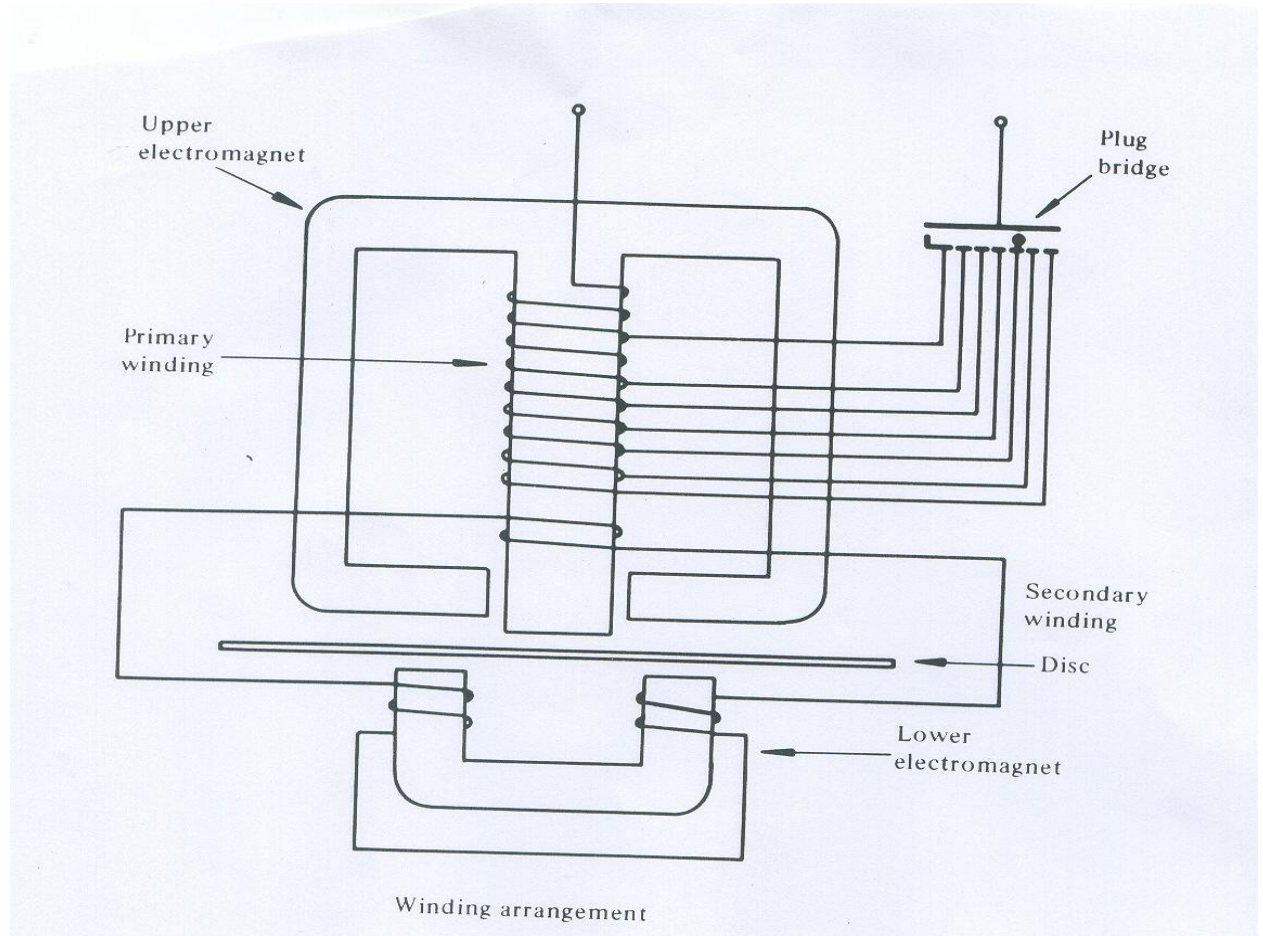 Upper
electromagnet
Plug
bridge
Primary
winding
Secondary
winding
Disc
Lower
electromagnet
Winding arrangement